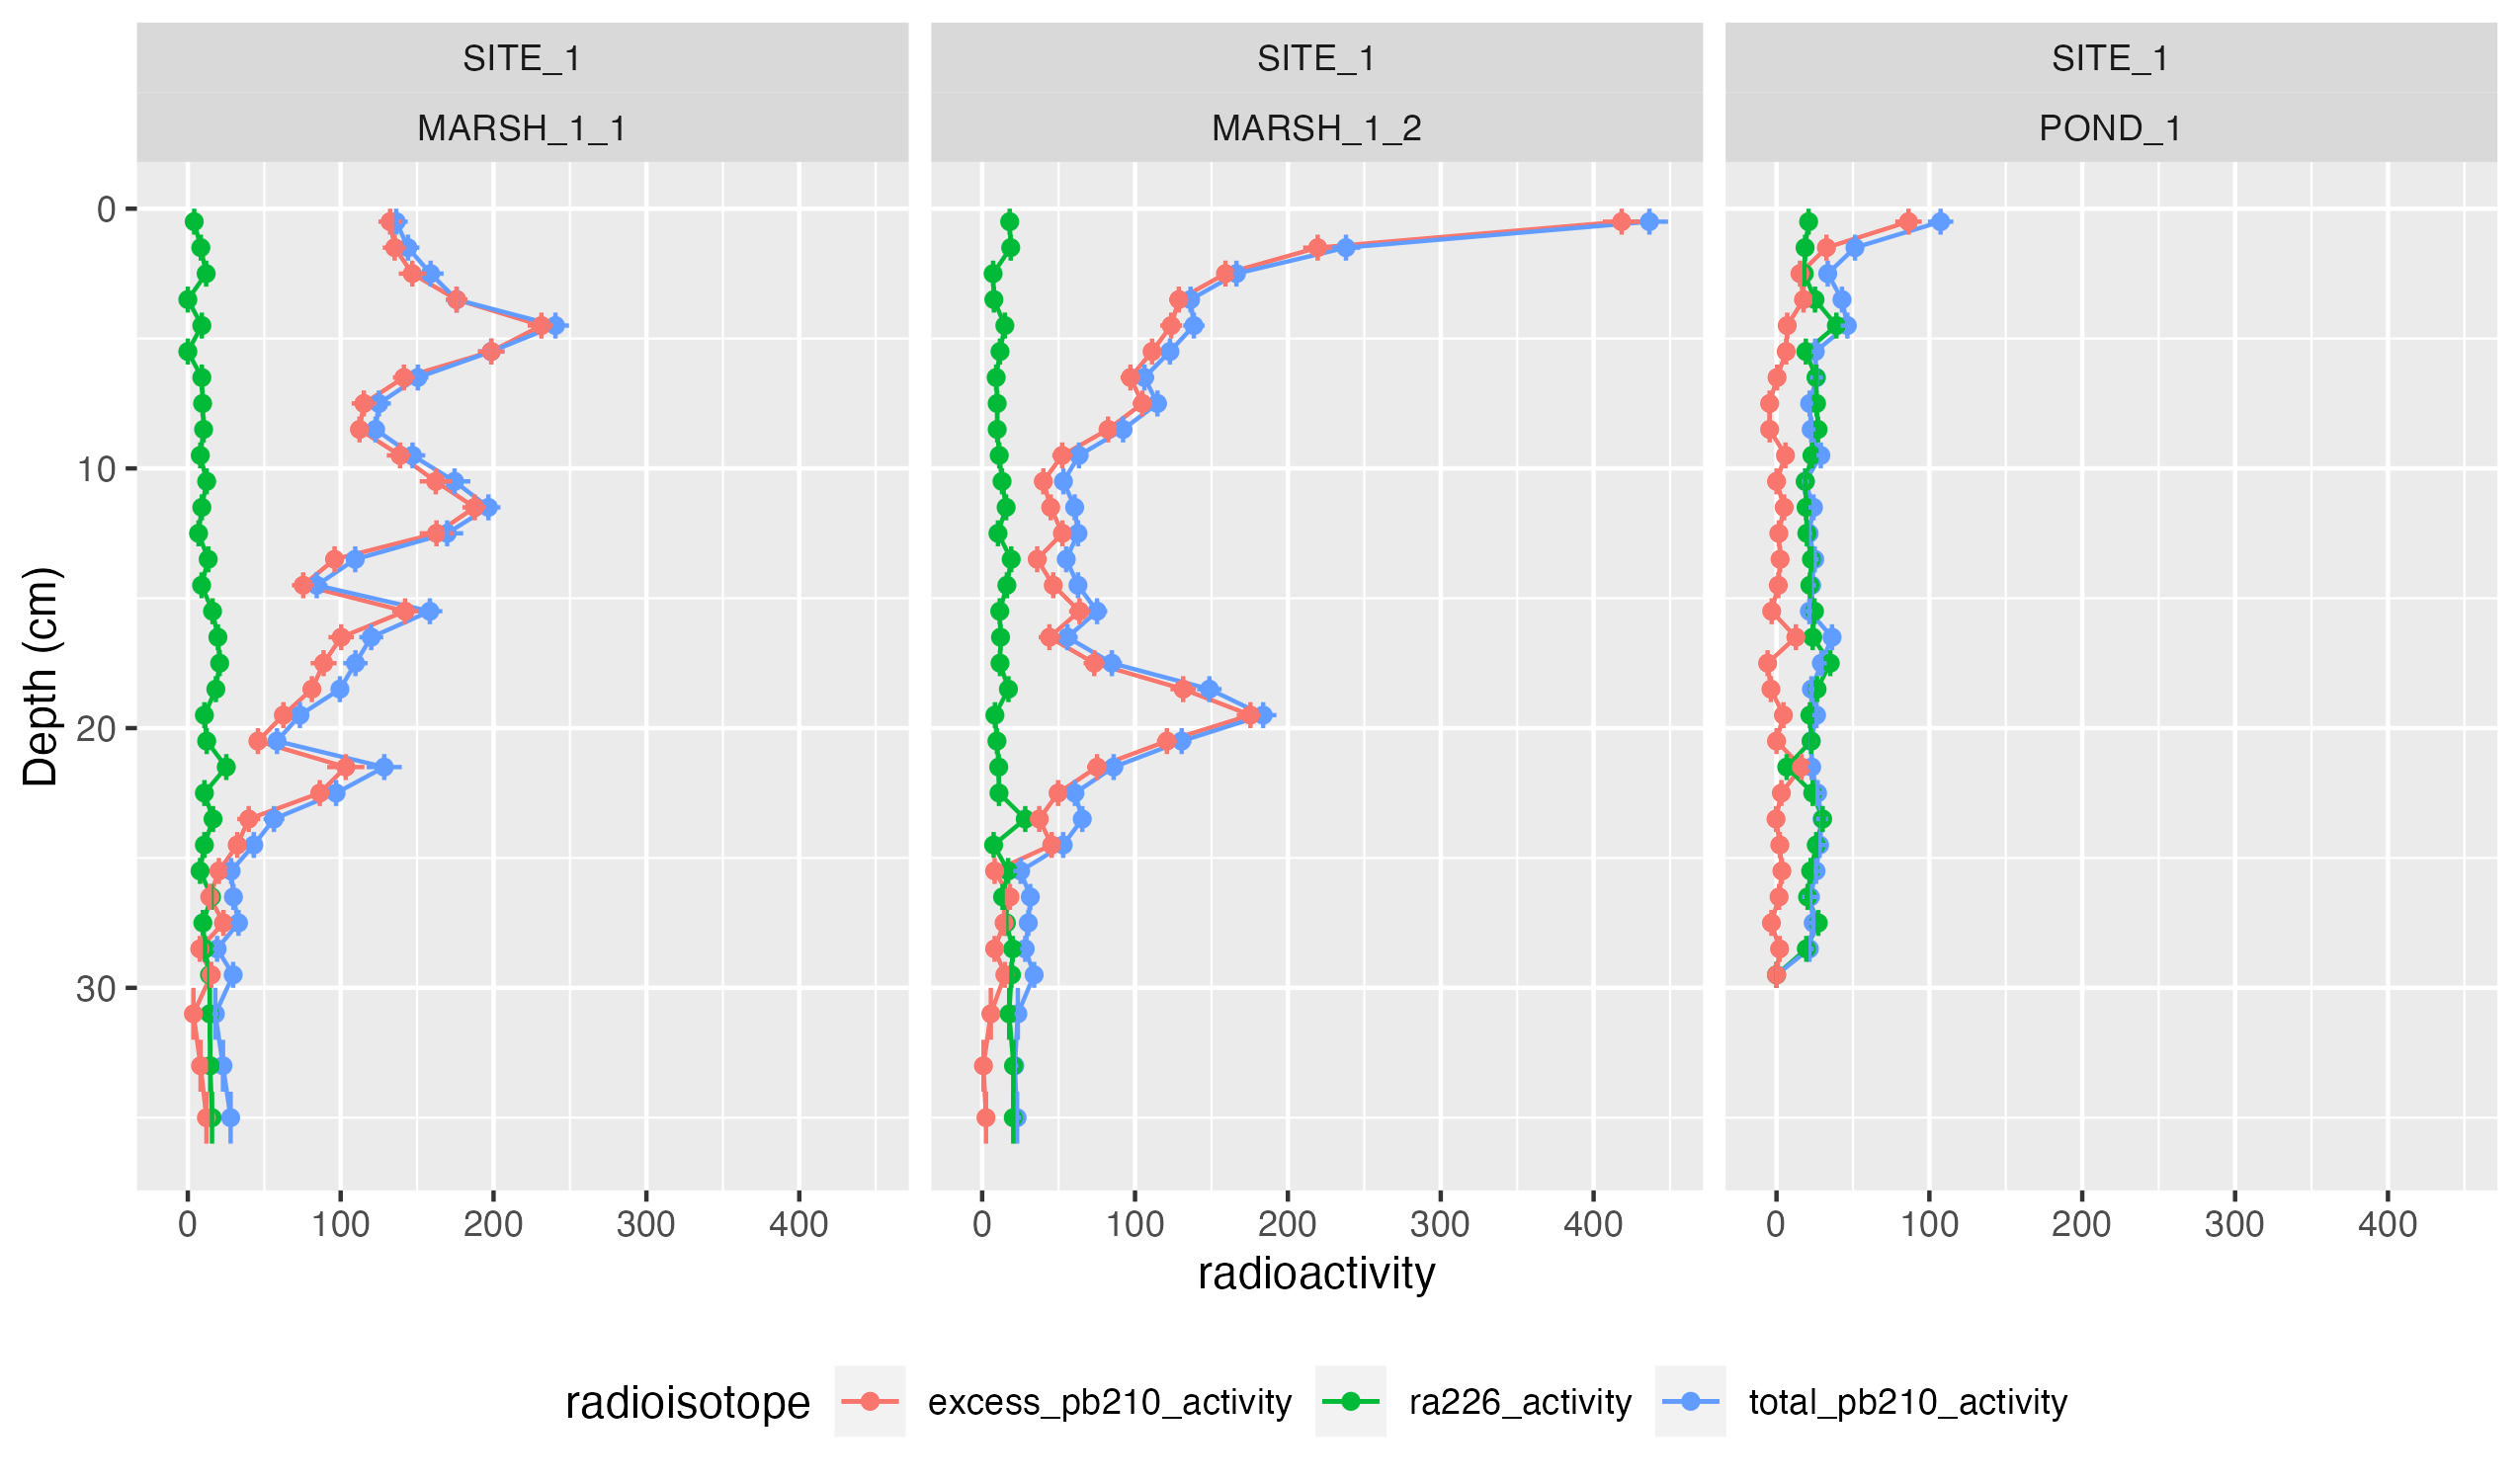 SITE_1 SITE_1 SITE_1
MARSH_1_1 MARSH_1_2 POND_1
Depth (cm)
0
10
20
30
0 100 200 300 400 0 100 200 300 400 0 100 200 300 400
radioactivity
radioisotope excess_pb210_activity ra226_activity total_pb210_activity